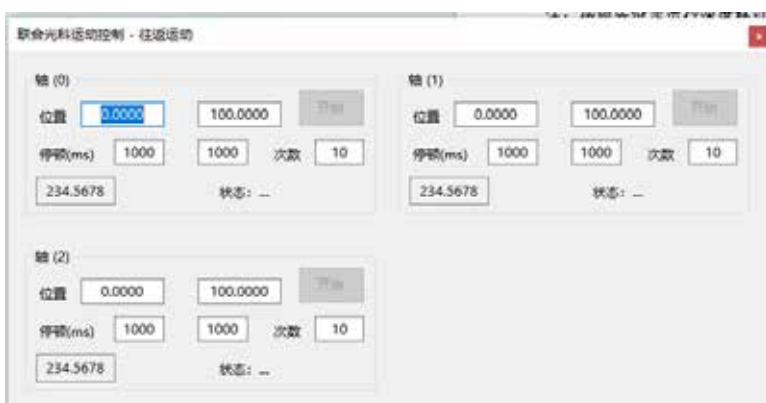 联合光科运动控制 - 往返运动
轴 (0)
位置 0.0000 100.0000 开始
停顿(ms) 1000 1000 次数 10
234.5678 状态: ...
轴 (1)
位置 0.0000 100.0000 开始
停顿(ms) 1000 1000 次数 10
234.5678 状态: ...
轴 (2)
位置 0.0000 100.0000 开始
停顿(ms) 1000 1000 次数 10
234.5678 状态: ...